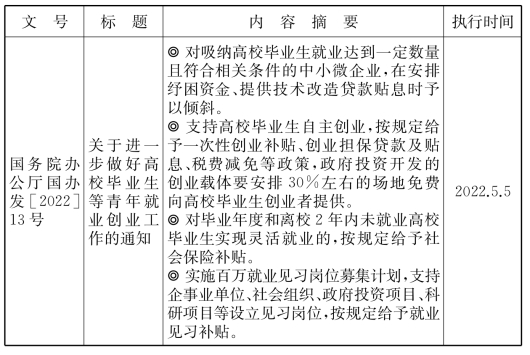 文 号 标 题 内 容 摘 要 执行时间
国务院办
公厅国办
发［2022］
13 号
关于进一
步做好高
校毕业生
等青年就
业创业工
作的通知
◎ 对吸纳高校毕业生就业达到一定数量
且符合相关条件的中小微企业，在安排
纾困资金、提供技术改造贷款贴息时予
以倾斜。
◎ 支持高校毕业生自主创业，按规定给
予一次性创业补贴、创业担保贷款及贴
息、税费减免等政策，政府投资开发的
创业载体要安排 30％左右的场地免费
向高校毕业生创业者提供。
◎ 对毕业年度和离校 2 年内未就业高校
毕业生实现灵活就业的，按规定给予社
会保险补贴。
◎ 实施百万就业见习岗位募集计划，支持
企事业单位、社会组织、政府投资项目、科
研项目等设立见习岗位，按规定给予就业
见习补贴。
2022.5.5